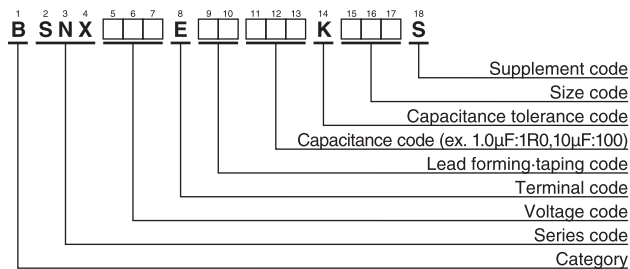 1 2 3 4 5 6 7 8 9 10 11 12 13 14 15 16 17 18
B SNX E K S
Supplement code
Size code
Capacitance tolerance code
Capacitance code (ex. 1.0μF:1R0,10μF:100)
Lead forming·taping code
Terminal code
Voltage code
Series code
Category